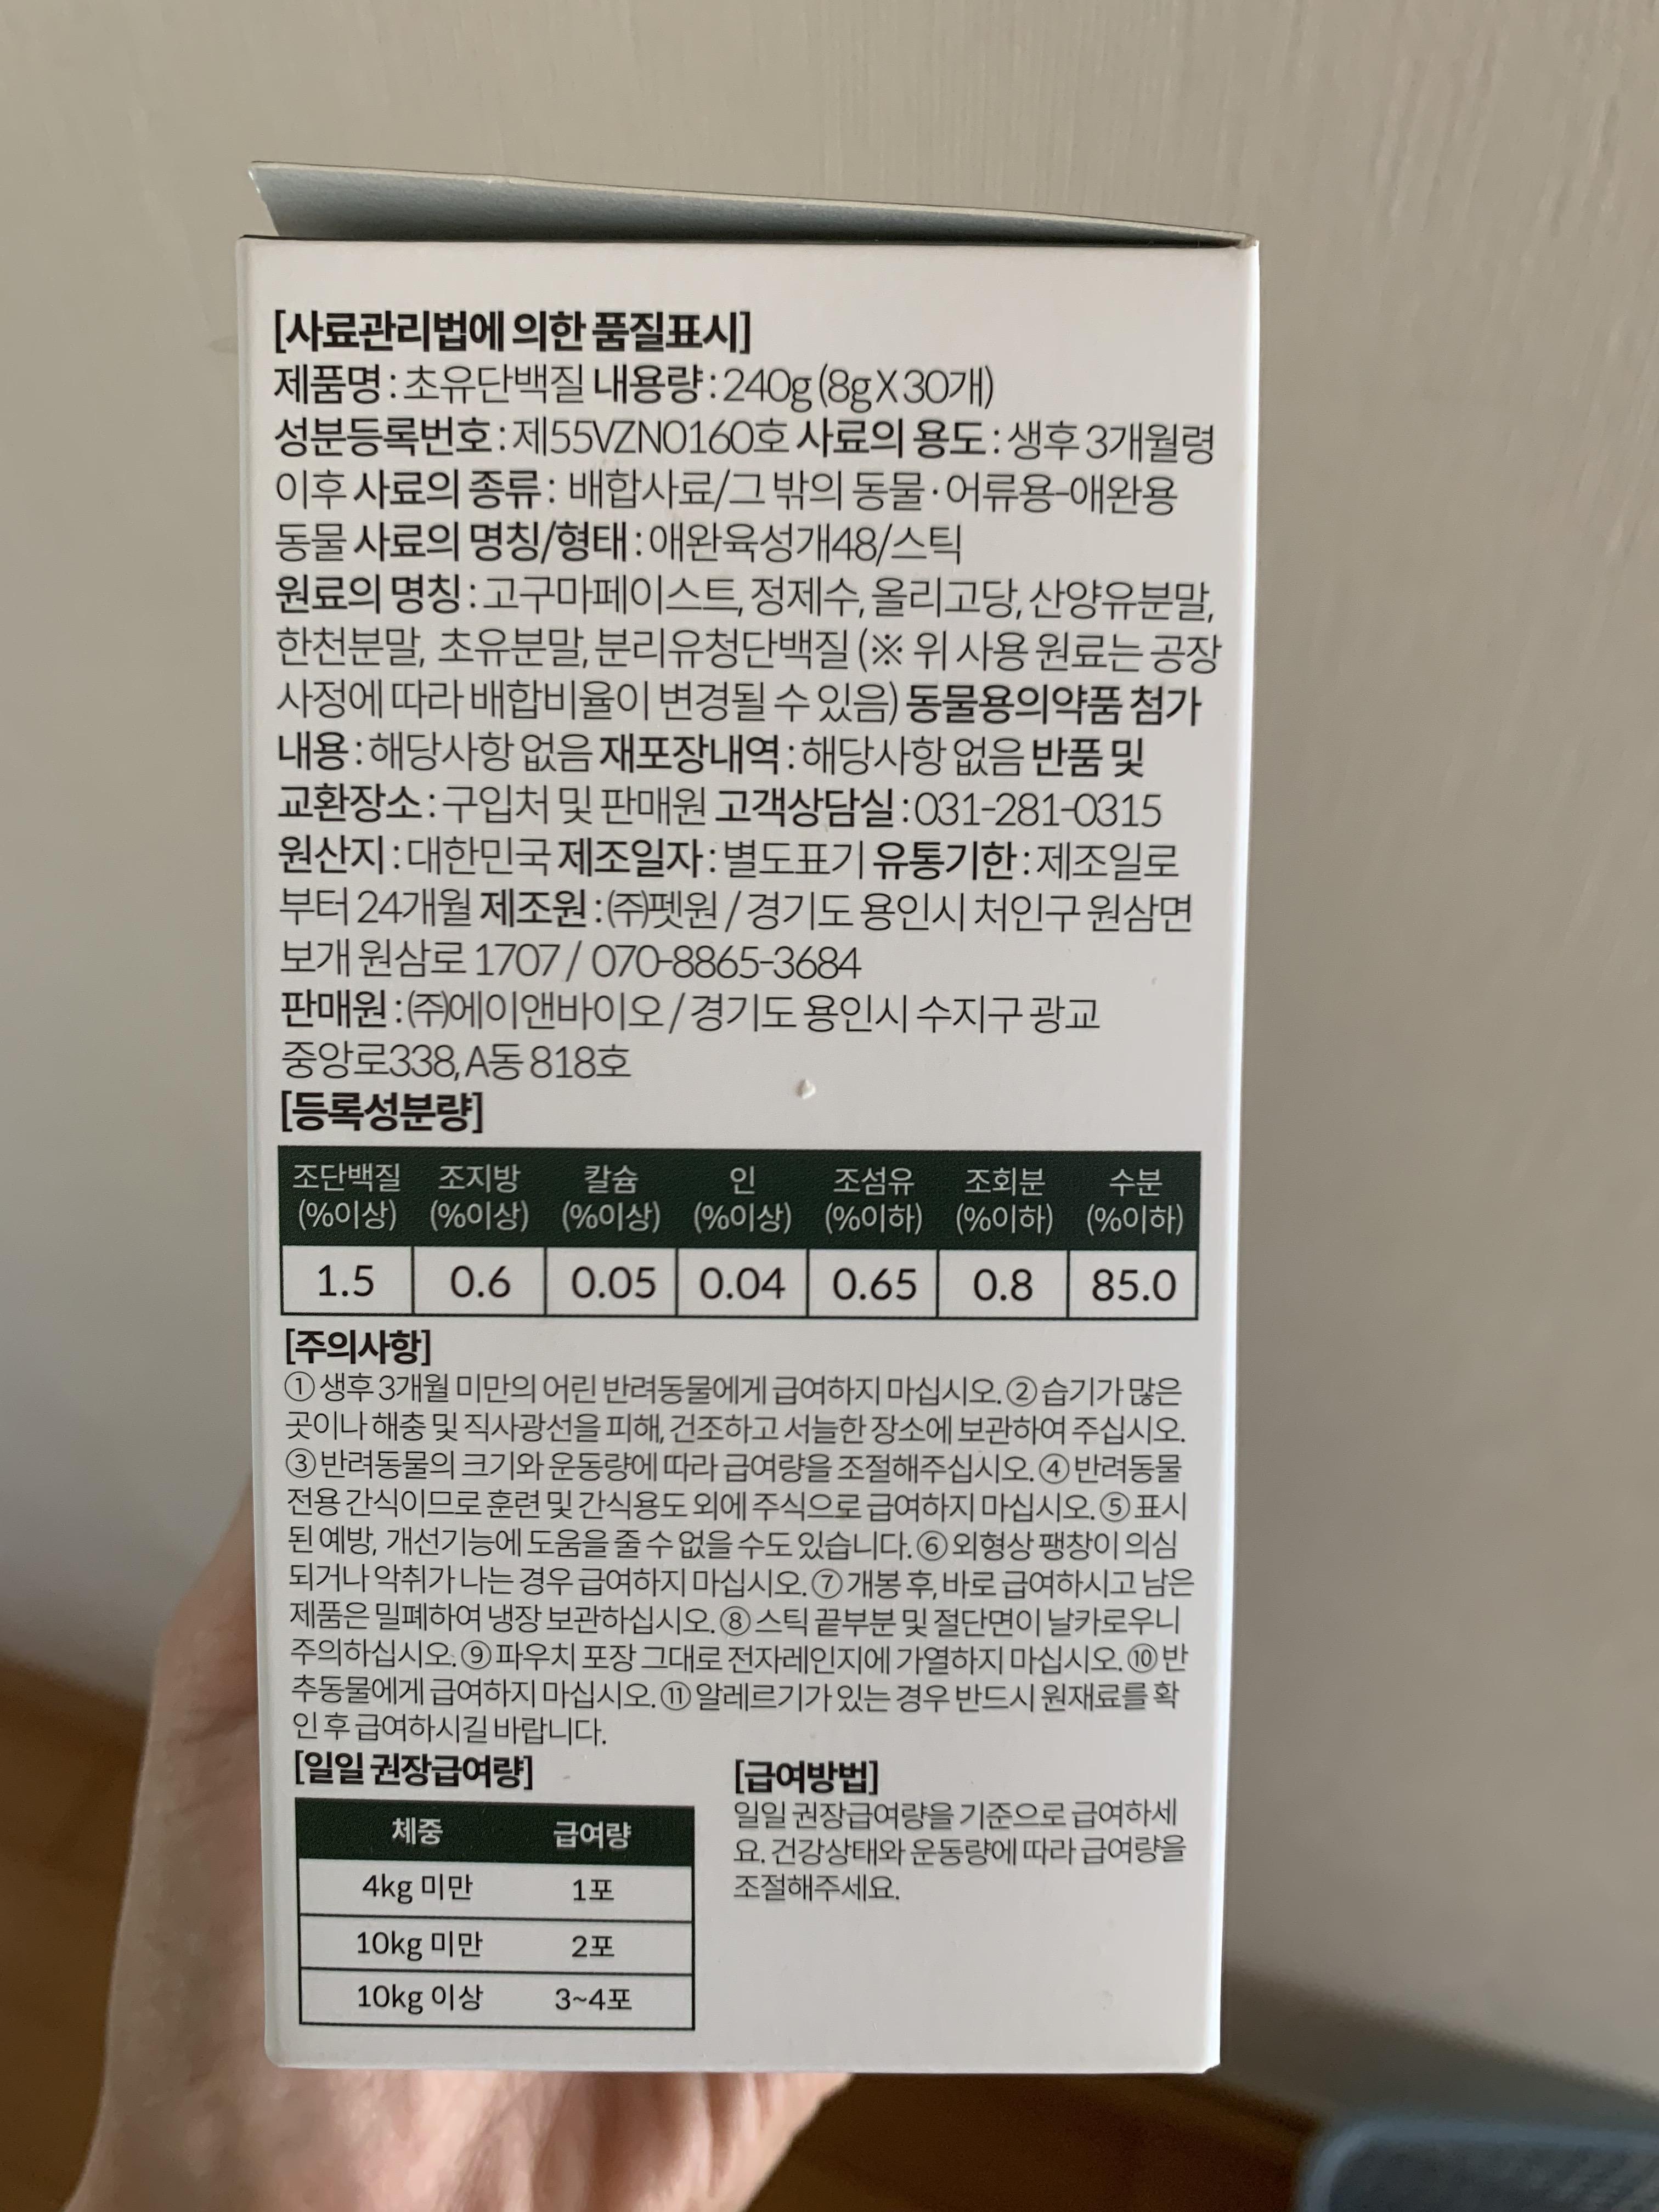 [사료관리법에 의한 품질표시]
제품명 : 초유단백질 내용량 : 240g (8g X 30개)
성분등록번호 : 제55VZN0160호 사료의 용도 : 생후 3개월령
이후 사료의 종류 : 배합사료/그 밖의 동물·어류용-애완용
동물 사료의 명칭/형태 : 애완육성개48/스틱
원료의 명칭 : 고구마페이스트, 정제수, 올리고당, 산양유분말,
한천분말, 초유분말, 분리유청단백질 (※ 위 사용 원료는 공장
사정에 따라 배합비율이 변경될 수 있음) 동물용의약품 첨가
내용 : 해당사항 없음 재포장내역 : 해당사항 없음 반품 및
교환장소 : 구입처 및 판매원 고객상담실 : 031-281-0315
원산지 : 대한민국 제조일자 : 별도표기 유통기한 : 제조일로
부터 24개월 제조원 : ㈜펫원 / 경기도 용인시 처인구 원삼면
보개 원삼로 1707 / 070-8865-3684
판매원 : ㈜에이앤바이오 / 경기도 용인시 수지구 광교
중앙로338, A동 818호
[등록성분량]
조단백질 조지방 칼슘 인 조섬유 조회분 수분
(%이상) (%이상) (%이상) (%이상) (%이하) (%이하) (%이하)
1.5 0.6 0.05 0.04 0.65 0.8 85.0
[주의사항]
① 생후 3개월 미만의 어린 반려동물에게 급여하지 마십시오. ② 습기가 많은
곳이나 해충 및 직사광선을 피해, 건조하고 서늘한 장소에 보관하여 주십시오.
③ 반려동물의 크기와 운동량에 따라 급여량을 조절해주십시오. ④ 반려동물
전용 간식이므로 훈련 및 간식용도 외에 주식으로 급여하지 마십시오. ⑤ 표시
된 예방, 개선기능에 도움을 줄 수 없을 수도 있습니다. ⑥ 외형상 팽창이 의심
되거나 악취가 나는 경우 급여하지 마십시오. ⑦ 개봉 후, 바로 급여하시고 남은
제품은 밀폐하여 냉장 보관하십시오. ⑧ 스틱 끝부분 및 절단면이 날카로우니
주의하십시오. ⑨ 파우치 포장 그대로 전자레인지에 가열하지 마십시오. ⑩ 반
추동물에게 급여하지 마십시오. ⑪ 알레르기가 있는 경우 반드시 원재료를 확
인 후 급여하시길 바랍니다.
[일일 권장급여량]
체중 급여량
4kg 미만 1포
10kg 미만 2포
10kg 이상 3~4포
[급여방법]
일일 권장급여량을 기준으로 급여하세
요. 건강상태와 운동량에 따라 급여량을
조절해주세요.